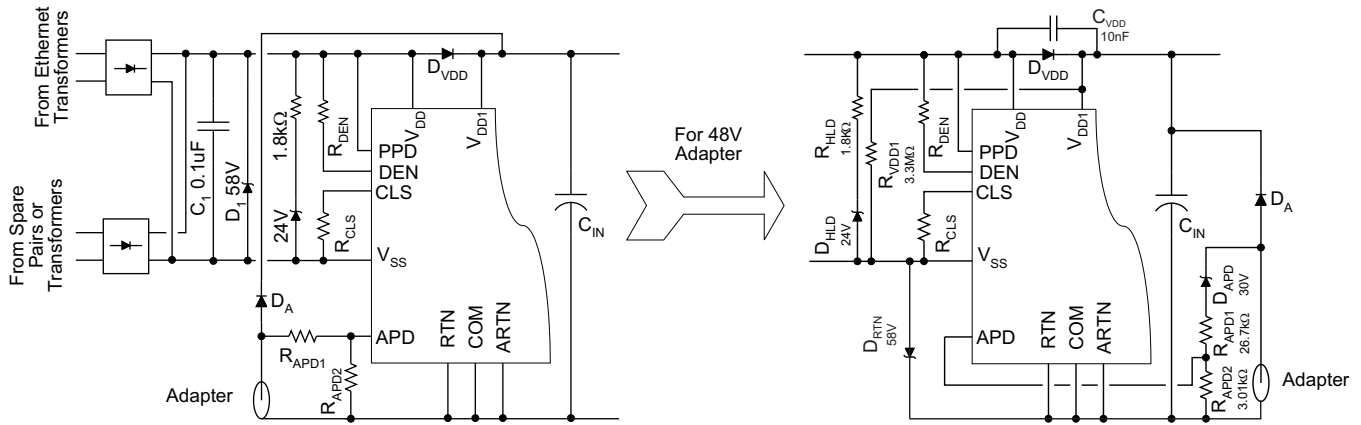 From Ethernet
Transformers
From Spare
Pairs or
Transformers
C1 0.1uF
D1 58V
1.8kΩ
24V
RDEN
RCLS
DVDD
VDD
VDD1
PPD
DEN
CLS
VSS
APD
RTN
COM
ARTN
CIN
DA
RAPD1
RAPD2
Adapter
For 48V
Adapter
CVDD
10nF
DVDD
RHLD
1.8KΩ
RVDD1
3.3MΩ
RDEN
DHLD
24V
RCLS
VDD
VDD1
PPD
DEN
CLS
VSS
APD
RTN
COM
ARTN
DRTN
58V
CIN
DA
DAPD
30V
RAPD1
26.7kΩ
RAPD2
3.01kΩ
Adapter